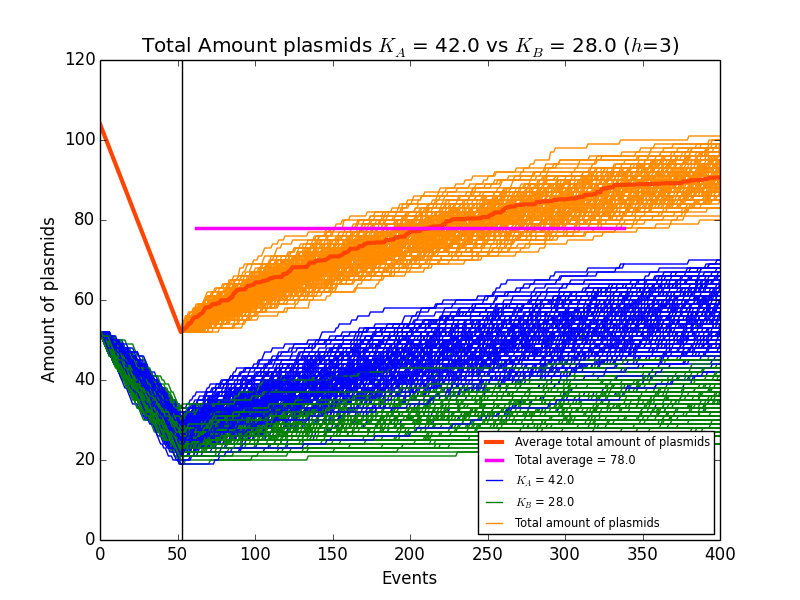 Total Amount plasmids K_A = 42.0 vs K_B = 28.0 (h=3)
120
100
80
60
40
20
0
Amount of plasmids
Average total amount of plasmids
Total average = 78.0
K_A = 42.0
K_B = 28.0
Total amount of plasmids
0 50 100 150 200 250 300 350 400
Events